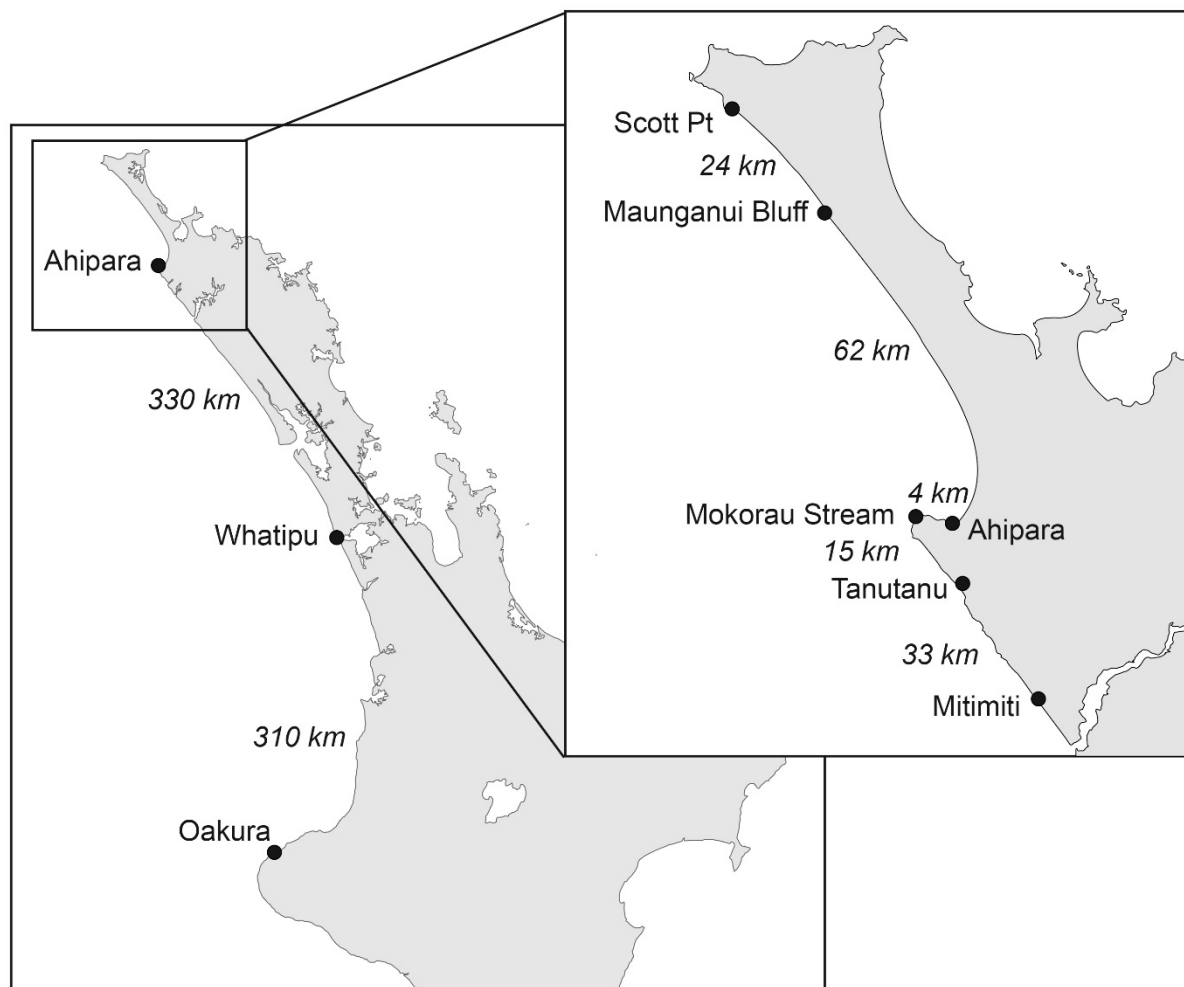 Ahipara
330 km
Whatipu
310 km
Oakura
Scott Pt
24 km
Maunganui Bluff
62 km
4 km
Mokorau Stream
Ahipara
15 km
Tanutanu
33 km
Mitimiti